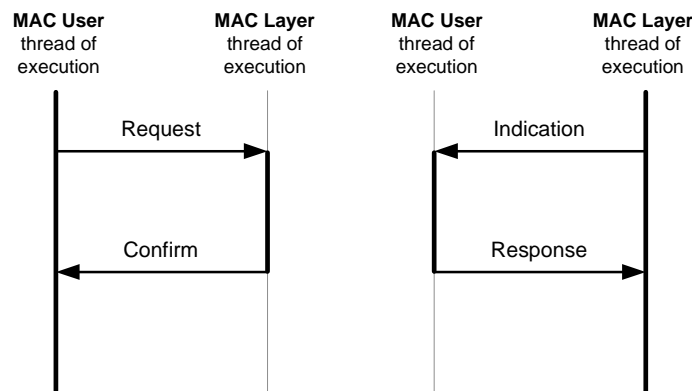 MAC User
thread of
execution
MAC Layer
thread of
execution
MAC User
thread of
execution
MAC Layer
thread of
execution
Request
Indication
Confirm
Response